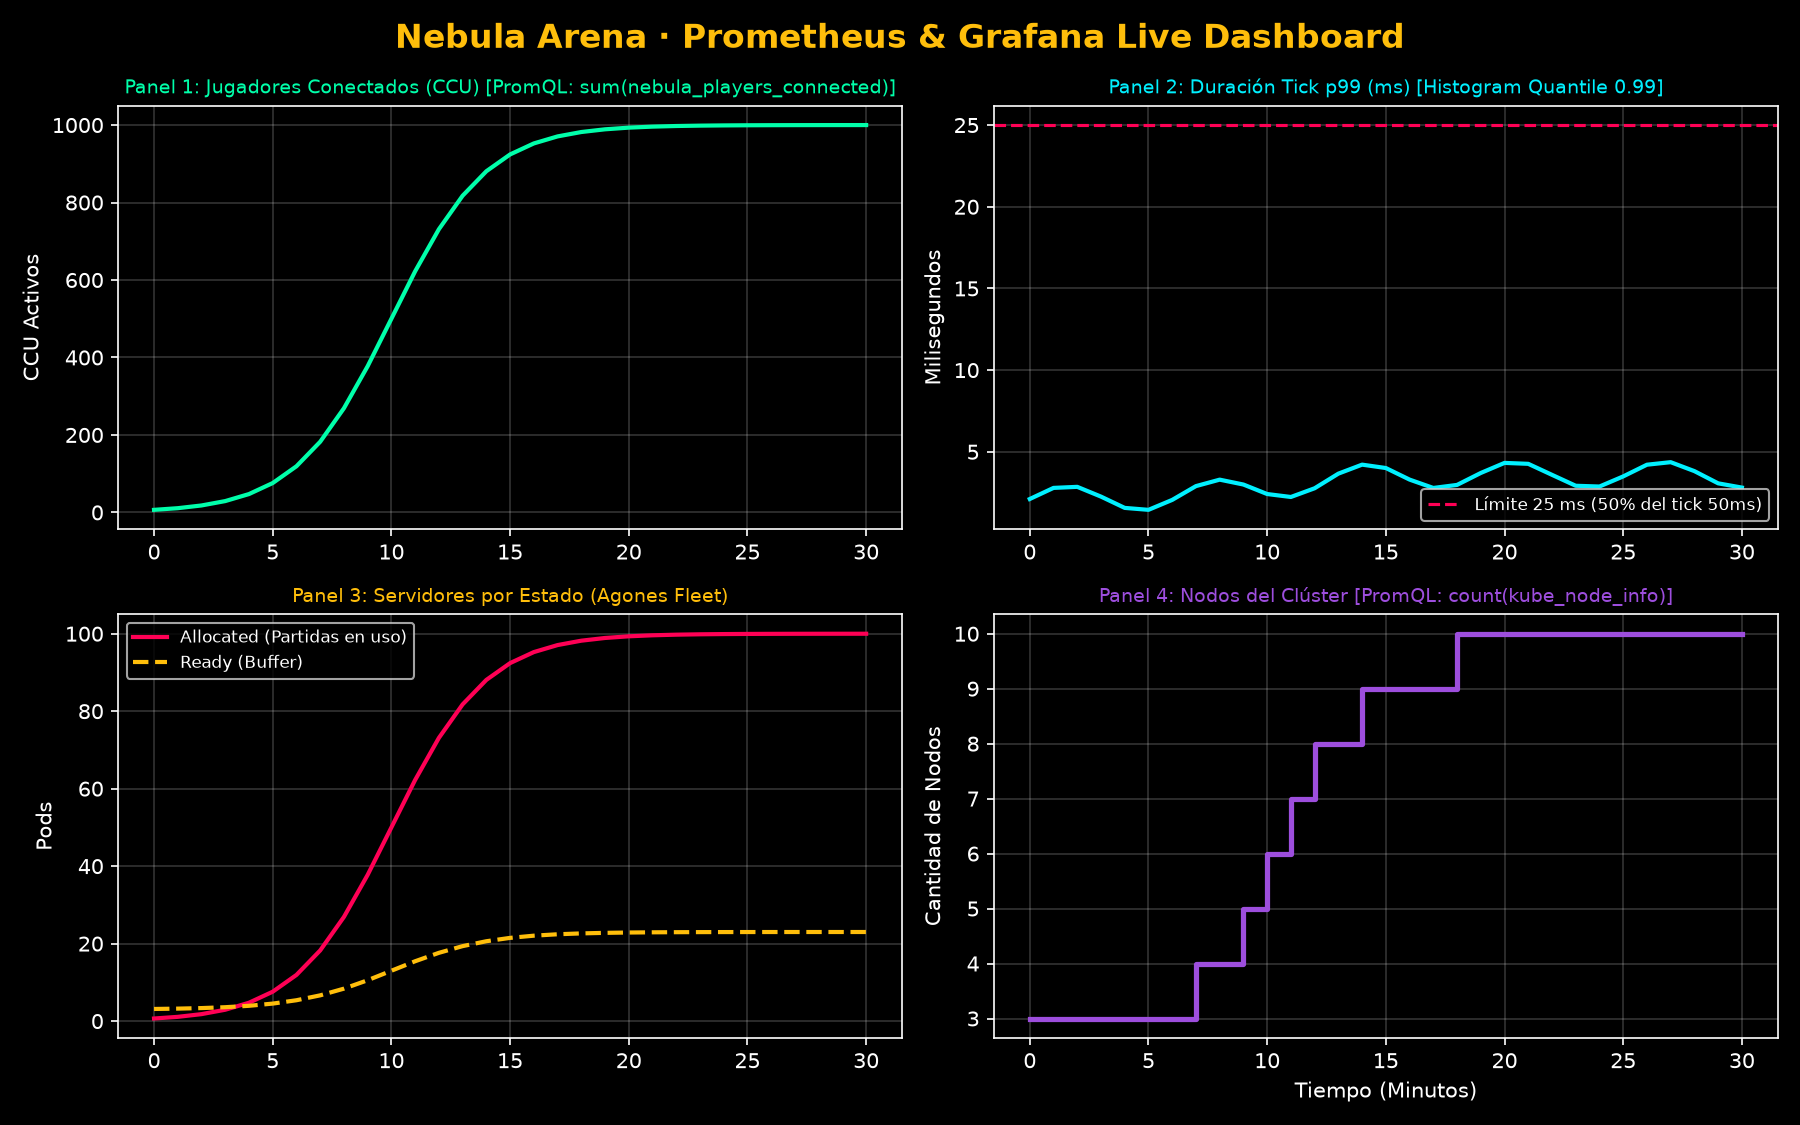 Nebula Arena · Prometheus & Grafana Live Dashboard
Panel 1: Jugadores Conectados (CCU) [PromQL: sum(nebula_players_connected)]
CCU Activos
1000
800
600
400
200
0
0 5 10 15 20 25 30
Panel 2: Duración Tick p99 (ms) [Histogram Quantile 0.99]
Milisegundos
25
20
15
10
5
Límite 25 ms (50% del tick 50ms)
0 5 10 15 20 25 30
Panel 3: Servidores por Estado (Agones Fleet)
Allocated (Partidas en uso)
Ready (Buffer)
Pods
100
80
60
40
20
0
0 5 10 15 20 25 30
Panel 4: Nodos del Clúster [PromQL: count(kube_node_info)]
Cantidad de Nodos
10
9
8
7
6
5
4
3
0 5 10 15 20 25 30
Tiempo (Minutos)